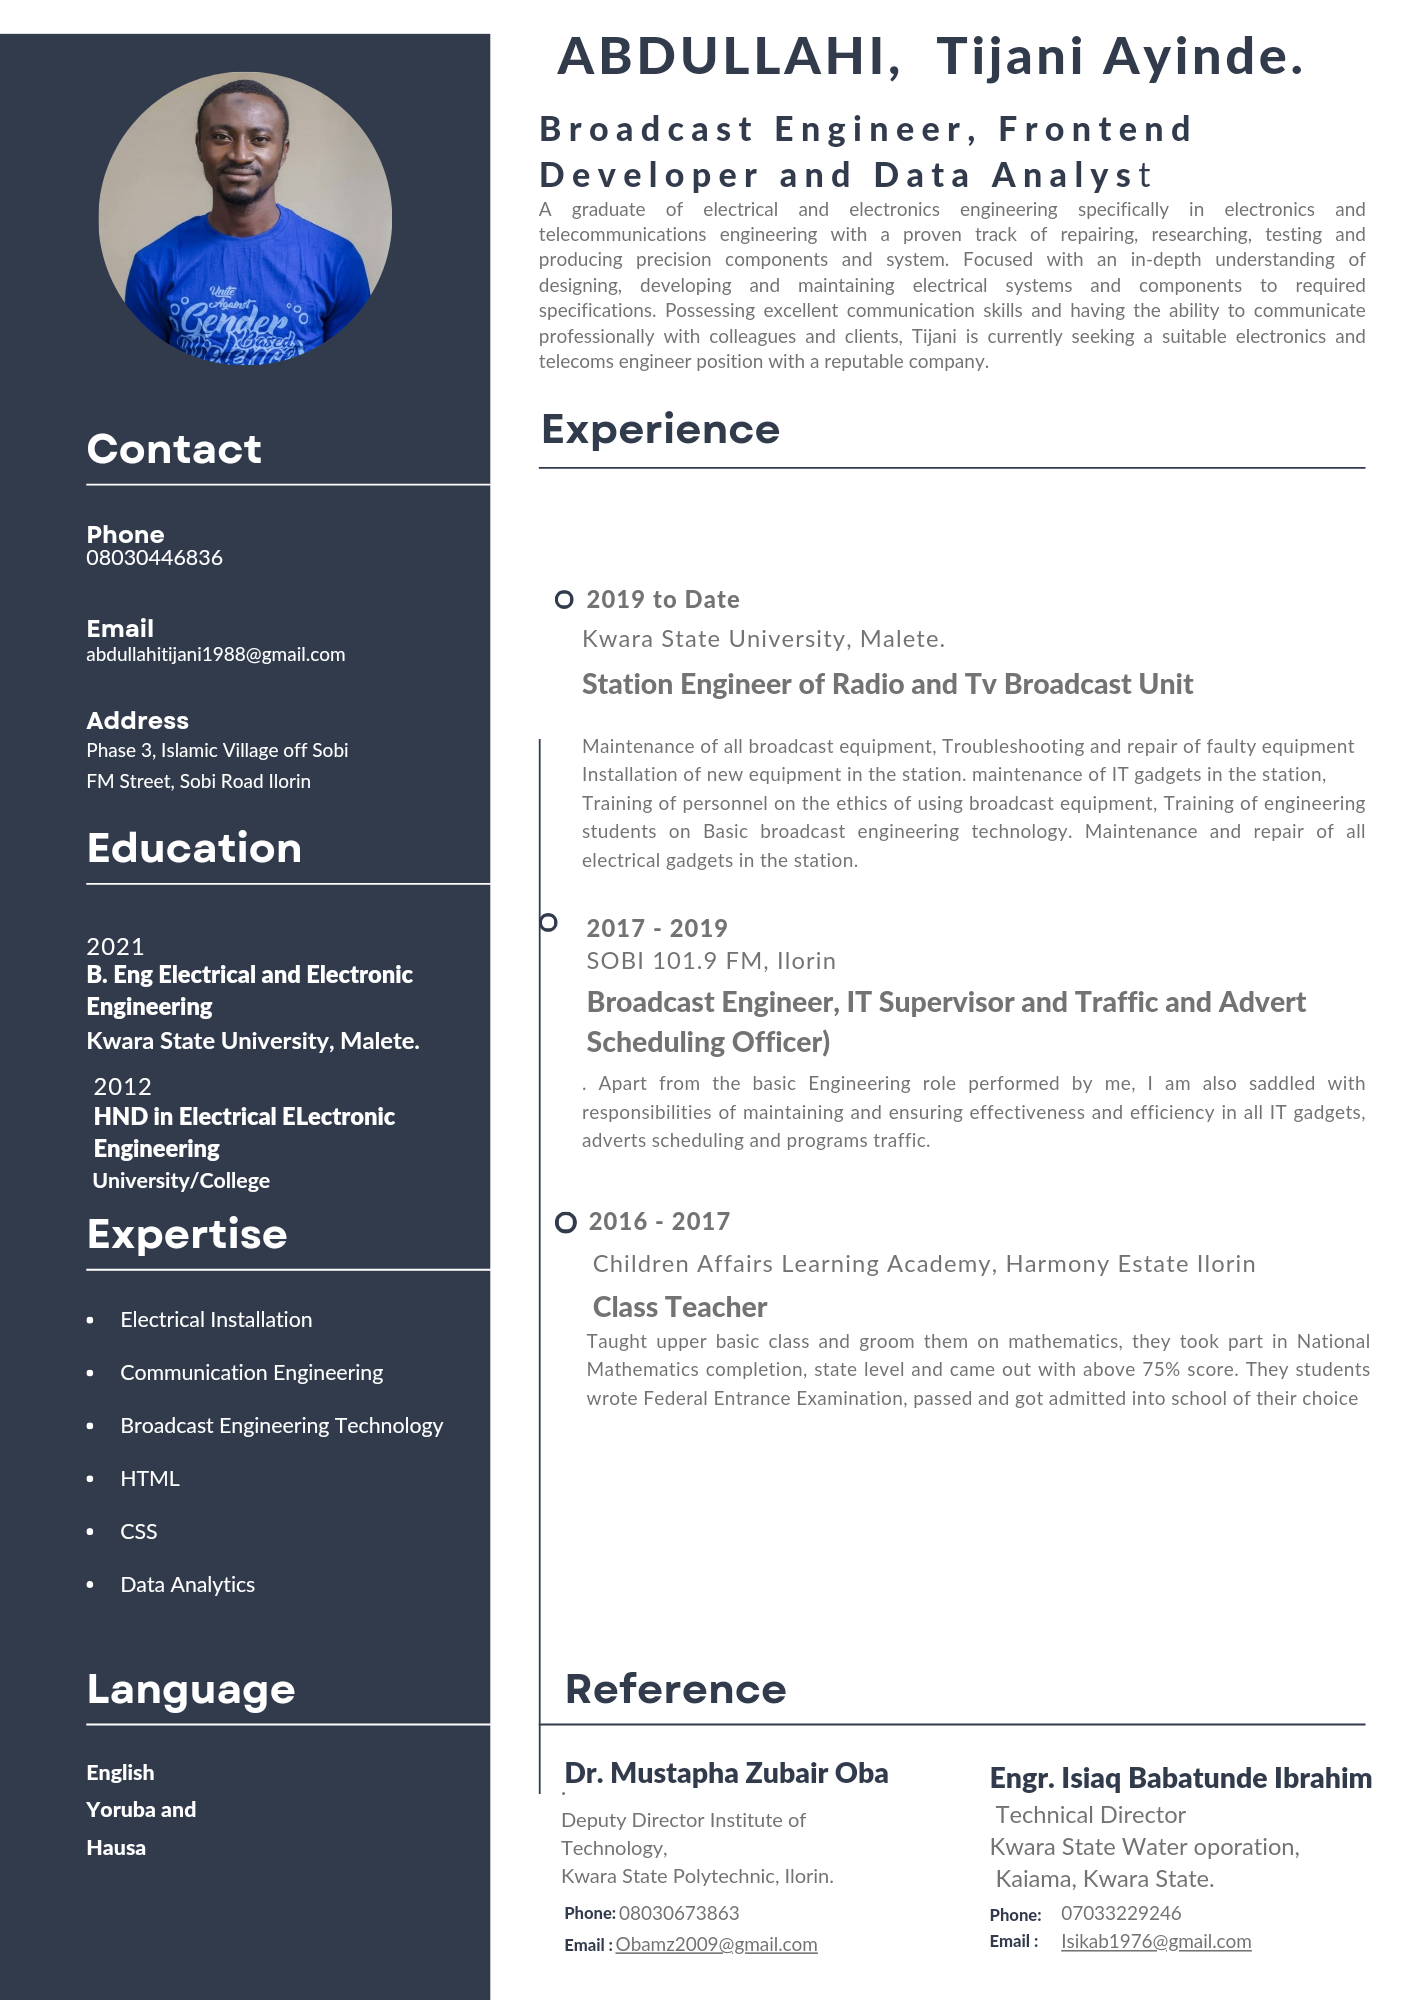 ABDULLAHI, Tijani Ayinde.
Broadcast Engineer, Frontend
Developer and Data Analyst
A graduate of electrical and electronics engineering specifically in electronics and
telecommunications engineering with a proven track of repairing, researching, testing and
producing precision components and system. Focused with an in-depth understanding of
designing, developing and maintaining electrical systems and components to required
specifications. Possessing excellent communication skills and having the ability to communicate
professionally with colleagues and clients, Tijani is currently seeking a suitable electronics and
telecoms engineer position with a reputable company.
Unite
Against
Gender
Based
Violence
Contact
Phone
08030446836
Email
abdullahitijani1988@gmail.com
Address
Phase 3, Islamic Village off Sobi
FM Street, Sobi Road Ilorin
Education
2021
B. Eng Electrical and Electronic
Engineering
Kwara State University, Malete.
2012
HND in Electrical ELectronic
Engineering
University/College
Expertise
• Electrical Installation
• Communication Engineering
• Broadcast Engineering Technology
• HTML
• CSS
• Data Analytics
Language
English
Yoruba and
Hausa
Experience
2019 to Date
Kwara State University, Malete.
Station Engineer of Radio and Tv Broadcast Unit
Maintenance of all broadcast equipment, Troubleshooting and repair of faulty equipment
Installation of new equipment in the station. maintenance of IT gadgets in the station,
Training of personnel on the ethics of using broadcast equipment, Training of engineering
students on Basic broadcast engineering technology. Maintenance and repair of all
electrical gadgets in the station.
2017 - 2019
SOBI 101.9 FM, Ilorin
Broadcast Engineer, IT Supervisor and Traffic and Advert
Scheduling Officer)
. Apart from the basic Engineering role performed by me, I am also saddled with
responsibilities of maintaining and ensuring effectiveness and efficiency in all IT gadgets,
adverts scheduling and programs traffic.
2016 - 2017
Children Affairs Learning Academy, Harmony Estate Ilorin
Class Teacher
Taught upper basic class and groom them on mathematics, they took part in National
Mathematics completion, state level and came out with above 75% score. They students
wrote Federal Entrance Examination, passed and got admitted into school of their choice
Reference
Dr. Mustapha Zubair Oba
.
Deputy Director Institute of
Technology,
Kwara State Polytechnic, Ilorin.
Phone: 08030673863
Email : Obamz2009@gmail.com
Engr. Isiaq Babatunde Ibrahim
Technical Director
Kwara State Water oporation,
Kaiama, Kwara State.
Phone: 07033229246
Email : Isikab1976@gmail.com